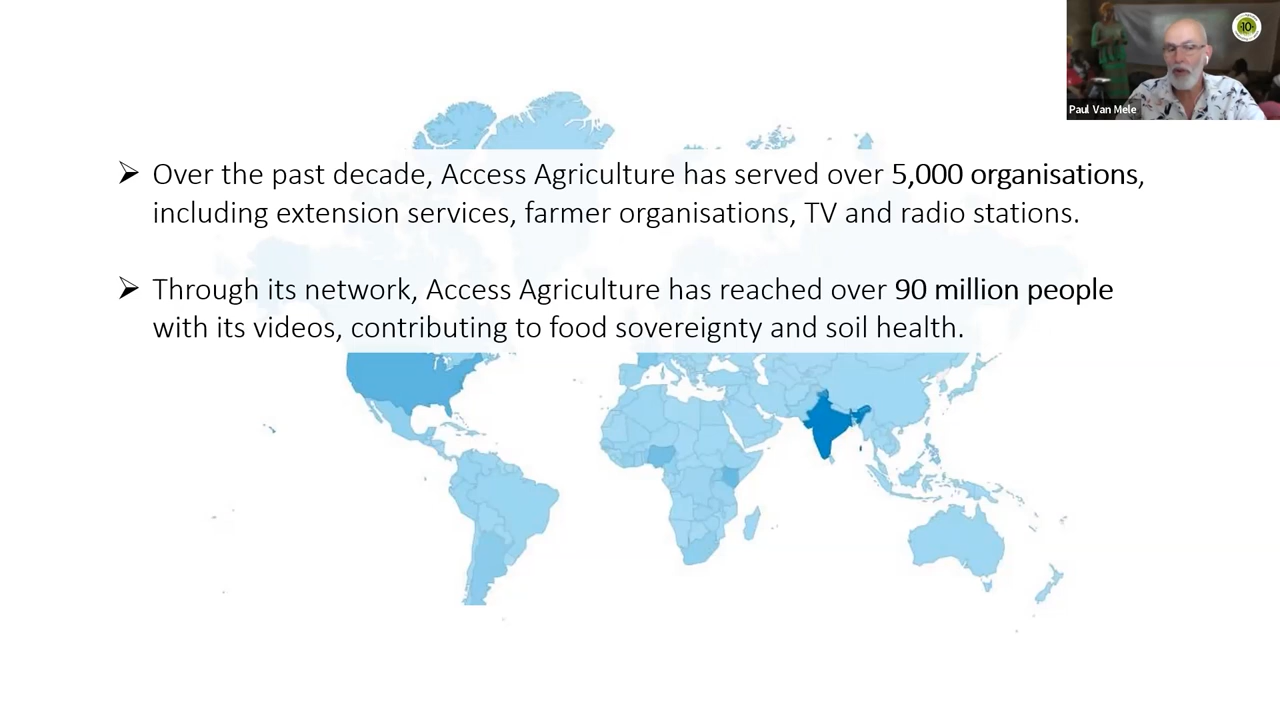 10
Paul Van Mele
➢ Over the past decade, Access Agriculture has served over 5,000 organisations,
including extension services, farmer organisations, TV and radio stations.
➢ Through its network, Access Agriculture has reached over 90 million people
with its videos, contributing to food sovereignty and soil health.